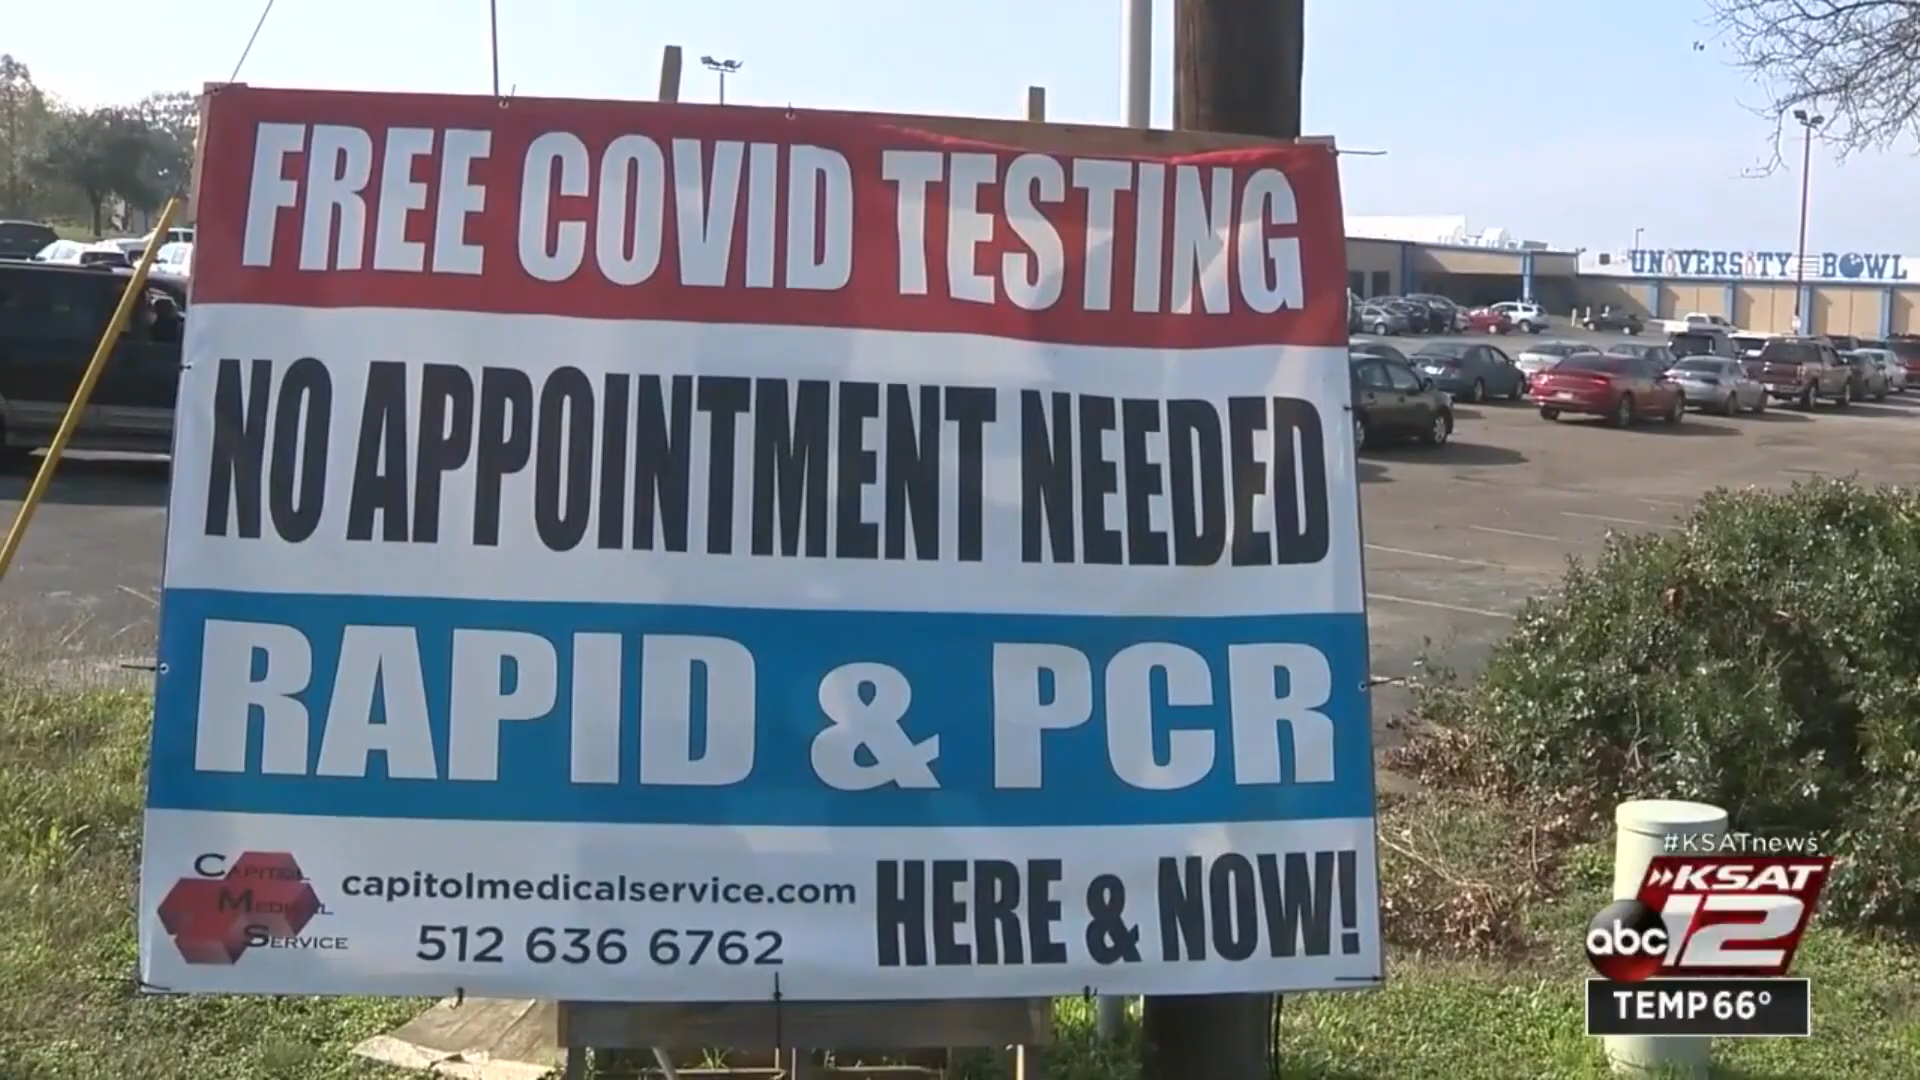 FREE COVID TESTING
UNIVERSITY BOWL
NO APPOINTMENT NEEDED
RAPID & PCR
CAPITOL
MEDICAL
SERVICE
capitolmedicalservice.com
512 636 6762
HERE & NOW!
#KSATnews
KSAT
abc 12
TEMP 66°